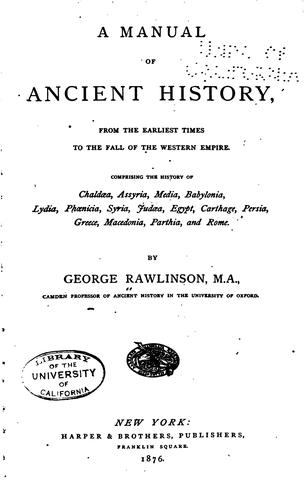 A MANUAL
OF
ANCIENT HISTORY,
FROM THE EARLIEST TIMES
TO THE FALL OF THE WESTERN EMPIRE.
COMPRISING THE HISTORY OF
Chaldæa, Assyria, Media, Babylonia,
Lydia, Phœnicia, Syria, Judæa, Egypt, Carthage, Persia,
Greece, Macedonia, Parthia, and Rome.
BY
GEORGE RAWLINSON, M.A.,
CAMDEN PROFESSOR OF ANCIENT HISTORY IN THE UNIVERSITY OF OXFORD.
LIBRARY
OF THE
UNIVERSITY
OF
CALIFORNIA
NEW YORK:
HARPER & BROTHERS, PUBLISHERS,
FRANKLIN SQUARE.
1876.